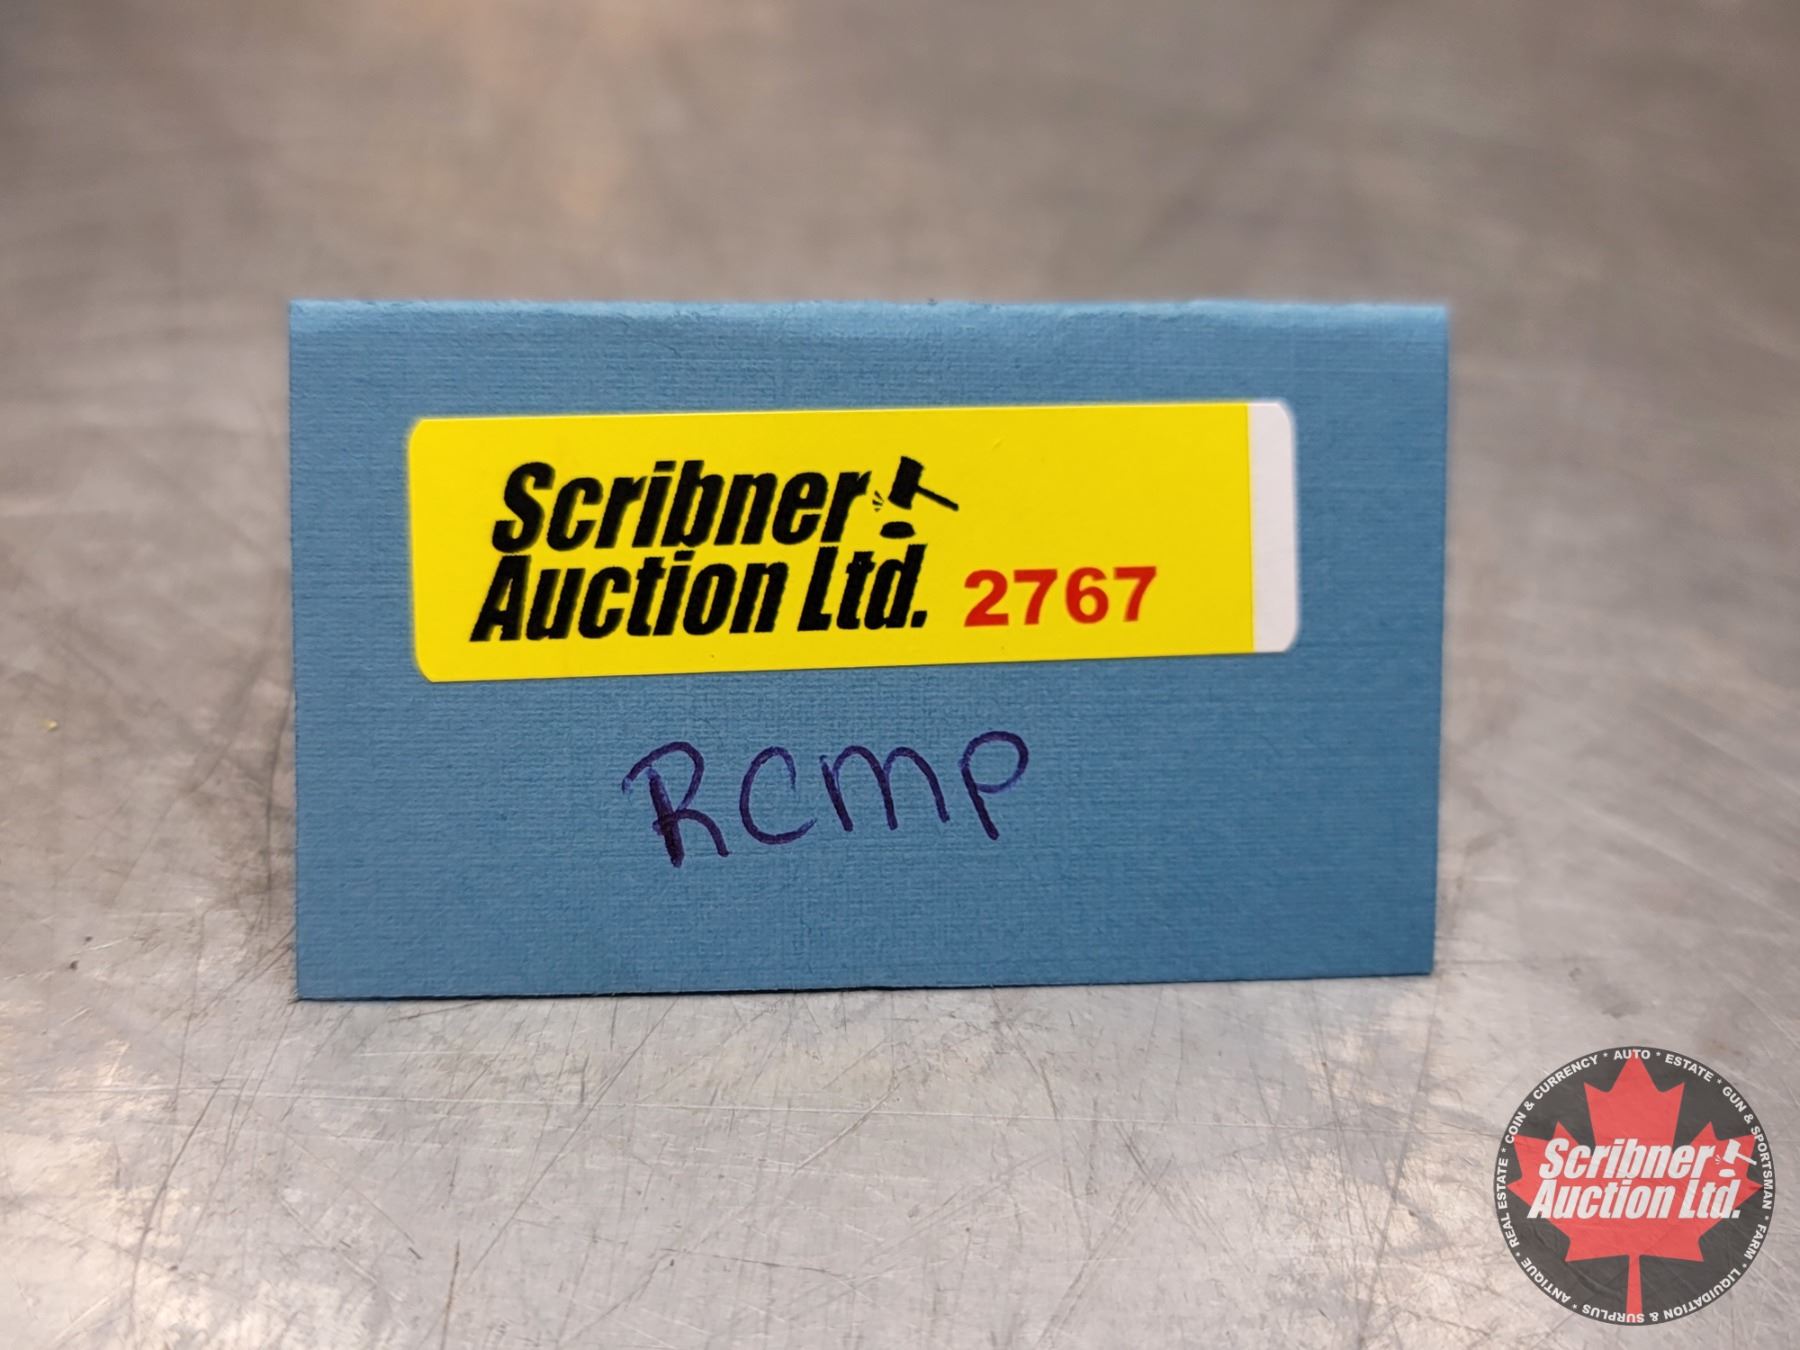 Scribner
Auction Ltd. 2767
RCMP
Scribner
Auction Ltd.
REAL ESTATE * COIN & CURRENCY * AUTO * ESTATE * GUN & SPORTSMAN * FARM * LIQUIDATION & SURPLUS * ANTIQUE *